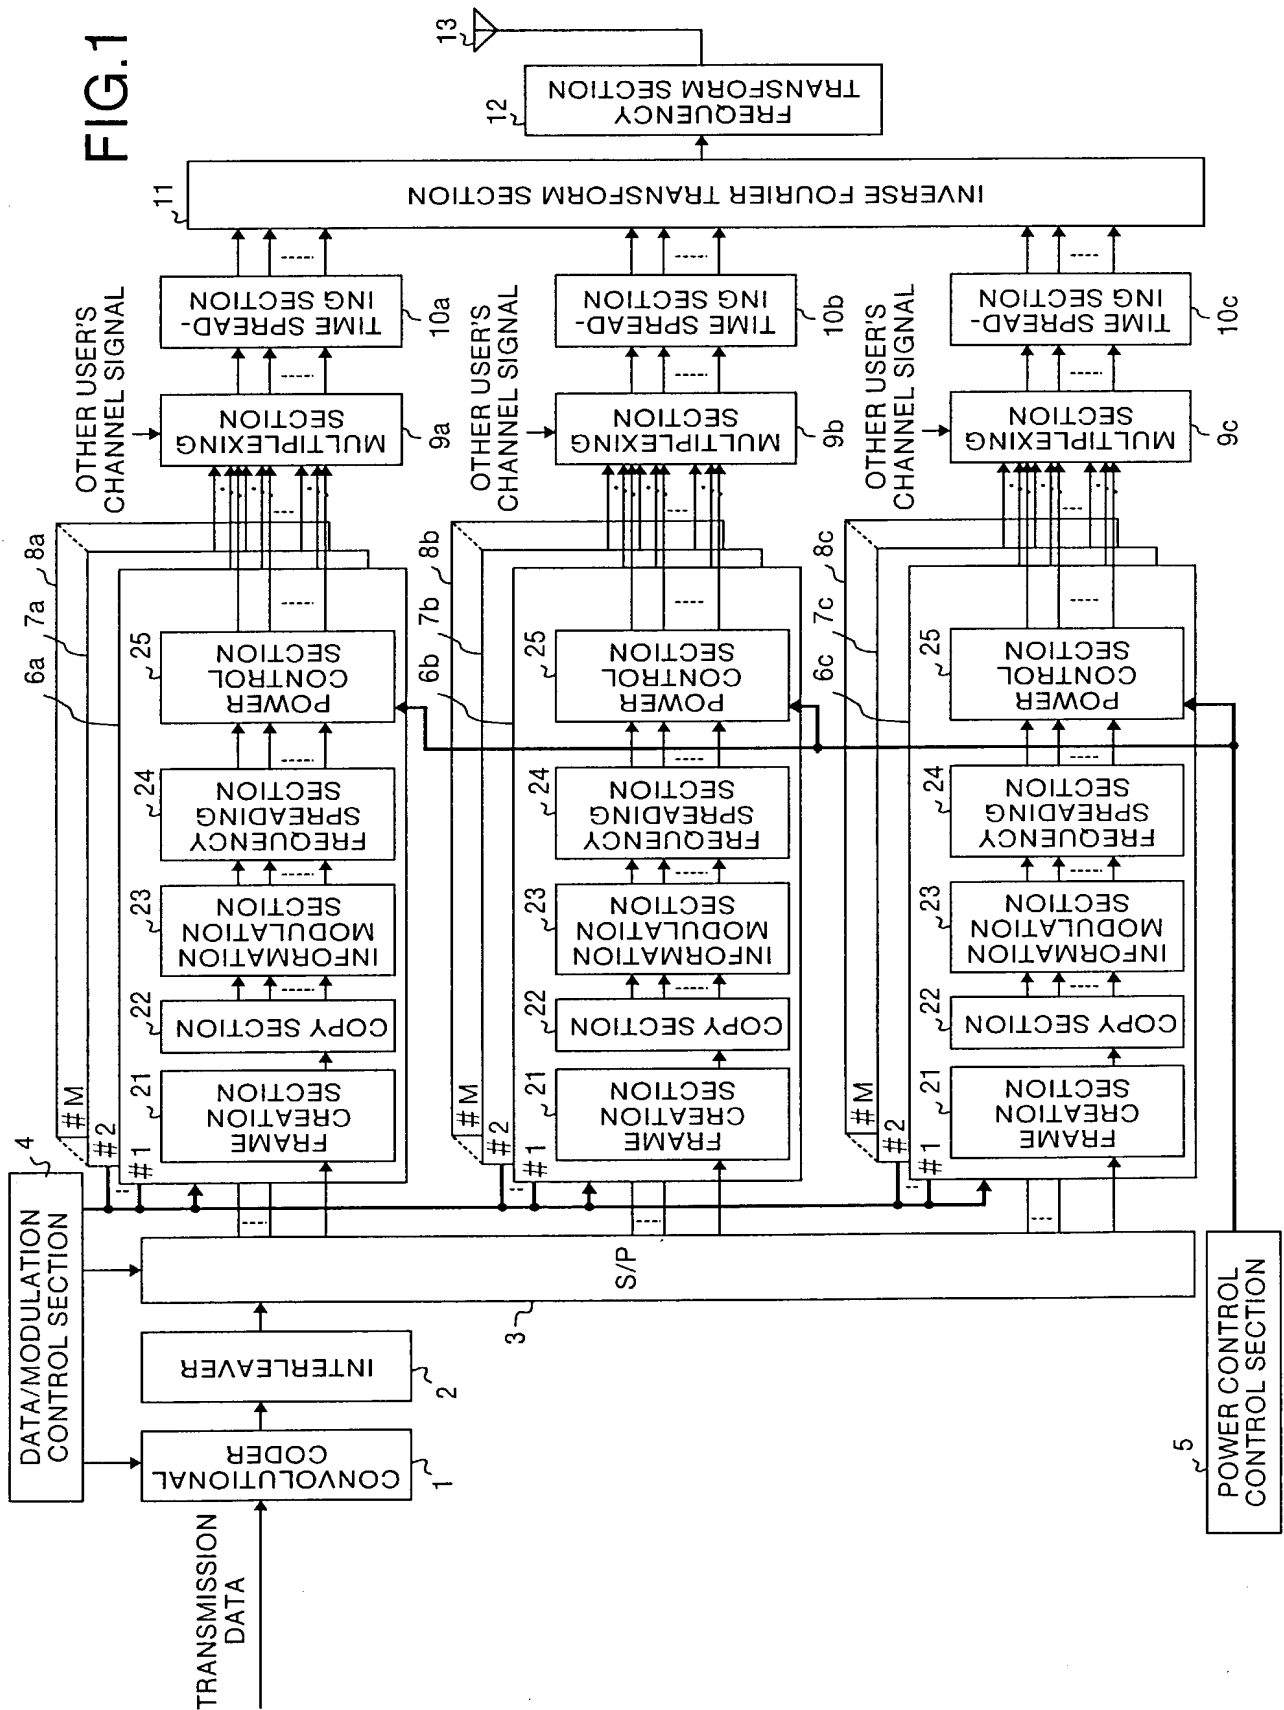 FIG.1
TRANSMISSION
DATA
CONVOLUTIONAL
CODER
1
INTERLEAVER
2
S/P
3
DATA/MODULATION
CONTROL SECTION
4
POWER CONTROL
CONTROL SECTION
5
#1
#2
#M
6a
7a
8a
FRAME
CREATION
SECTION
21
COPY SECTION
22
INFORMATION
MODULATION
SECTION
23
FREQUENCY
SPREADING
SECTION
24
POWER
CONTROL
SECTION
25
OTHER USER'S
CHANNEL SIGNAL
MULTIPLEXING
SECTION
9a
TIME SPREAD-
ING SECTION
10a
#1
#2
#M
6b
7b
8b
FRAME
CREATION
SECTION
21
COPY SECTION
22
INFORMATION
MODULATION
SECTION
23
FREQUENCY
SPREADING
SECTION
24
POWER
CONTROL
SECTION
25
OTHER USER'S
CHANNEL SIGNAL
MULTIPLEXING
SECTION
9b
TIME SPREAD-
ING SECTION
10b
#1
#2
#M
6c
7c
8c
FRAME
CREATION
SECTION
21
COPY SECTION
22
INFORMATION
MODULATION
SECTION
23
FREQUENCY
SPREADING
SECTION
24
POWER
CONTROL
SECTION
25
OTHER USER'S
CHANNEL SIGNAL
MULTIPLEXING
SECTION
9c
TIME SPREAD-
ING SECTION
10c
INVERSE FOURIER TRANSFORM SECTION
11
FREQUENCY
TRANSFORM SECTION
12
13